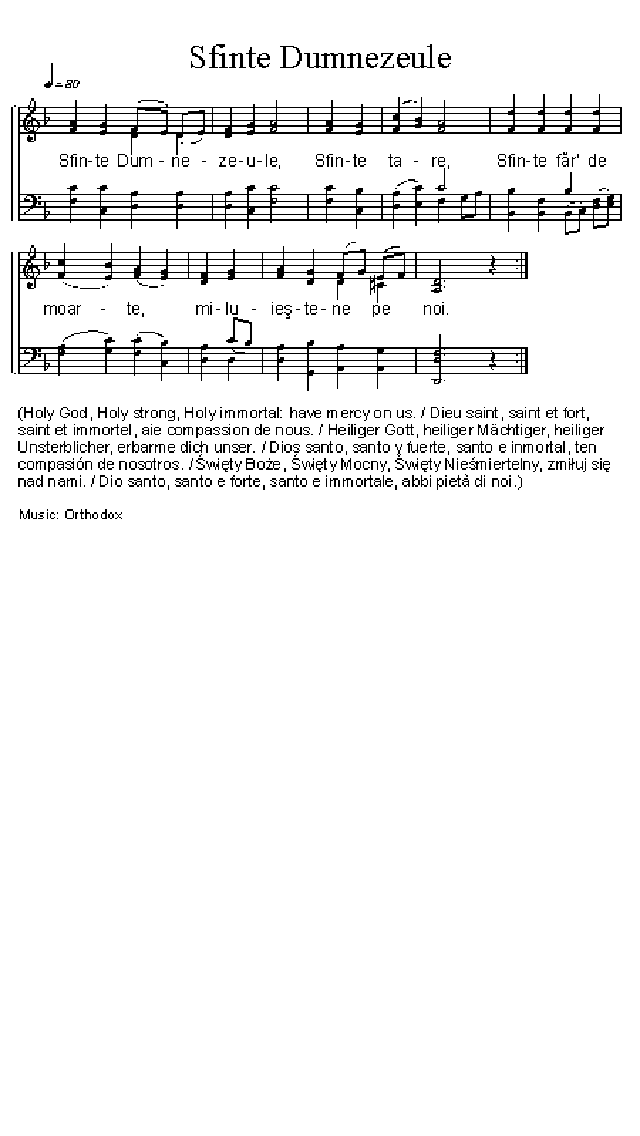 Sfinte Dumnezeule
♩=80
Sfin-te Dum - ne - ze-u-le, Sfin-te ta - re, Sfin-te făr' de
moar - te, mi-lu - ieş-te-ne pe noi.
(Holy God, Holy strong, Holy immortal: have mercy on us. / Dieu saint, saint et fort,
saint et immortel, aie compassion de nous. / Heiliger Gott, heiliger Mächtiger, heiliger
Unsterblicher, erbarme dich unser. / Dios santo, santo y fuerte, santo e inmortal, ten
compasión de nosotros. / Święty Boże, Święty Mocny, Święty Nieśmiertelny, zmiłuj się
nad nami. / Dio santo, santo e forte, santo e immortale, abbi pietà di noi.)
Music: Orthodox